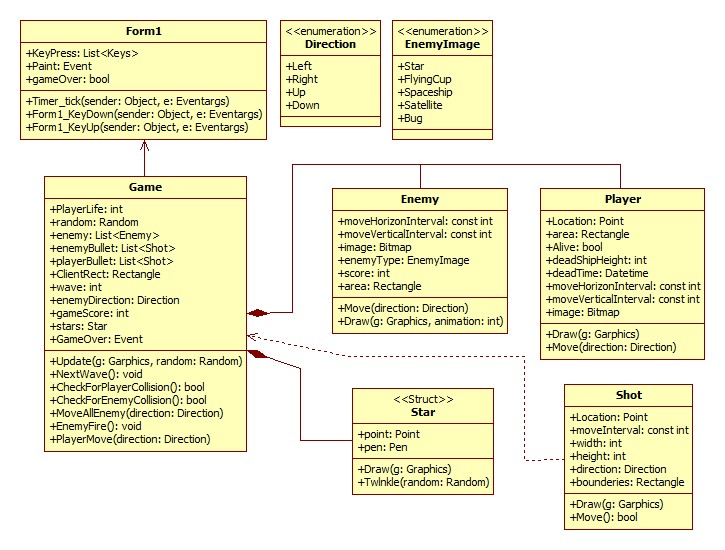 Form1
+KeyPress: List<Keys>
+Paint: Event
+gameOver: bool
+Timer_tick(sender: Object, e: Eventargs)
+Form1_KeyDown(sender: Object, e: Eventargs)
+Form1_KeyUp(sender: Object, e: Eventargs)
<<enumeration>>
Direction
+Left
+Right
+Up
+Down
<<enumeration>>
EnemyImage
+Star
+FlyingCup
+Spaceship
+Satellite
+Bug
Game
+PlayerLife: int
+random: Random
+enemy: List<Enemy>
+enemyBullet: List<Shot>
+playerBullet: List<Shot>
+ClientRect: Rectangle
+wave: int
+enemyDirection: Direction
+gameScore: int
+stars: Star
+GameOver: Event
+Update(g: Garphics, random: Random)
+NextWave(): void
+CheckForPlayerCollision(): bool
+CheckForEnemyCollision(): bool
+MoveAllEnemy(direction: Direction)
+EnemyFire(): void
+PlayerMove(direction: Direction)
Enemy
+moveHorizonInterval: const int
+moveVerticalInterval: const int
+image: Bitmap
+enemyType: EnemyImage
+score: int
+area: Rectangle
+Move(direction: Direction)
+Draw(g: Graphics, animation: int)
Player
+Location: Point
+area: Rectangle
+Alive: bool
+deadShipHeight: int
+deadTime: Datetime
+moveHorizonInterval: const int
+moveVerticalInterval: const int
+image: Bitmap
+Draw(g: Garphics)
+Move(direction: Direction)
<<Struct>>
Star
+point: Point
+pen: Pen
+Draw(g: Graphics)
+Twlnkle(random: Random)
Shot
+Location: Point
+moveInterval: const int
+width: int
+height: int
+direction: Direction
+bounderies: Rectangle
+Draw(g: Garphics)
+Move(): bool